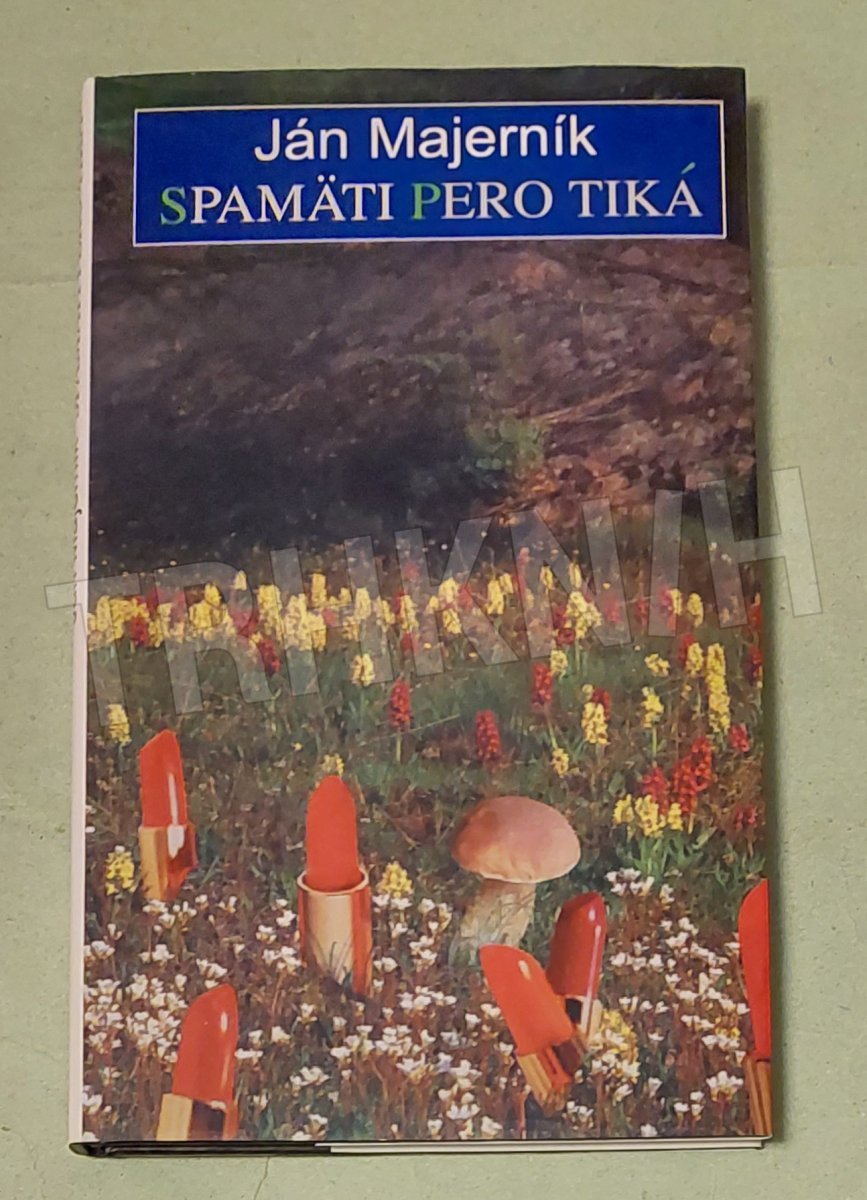 Ján Majerník
SPAMÄTI PERO TIKÁ
TRHKNIH